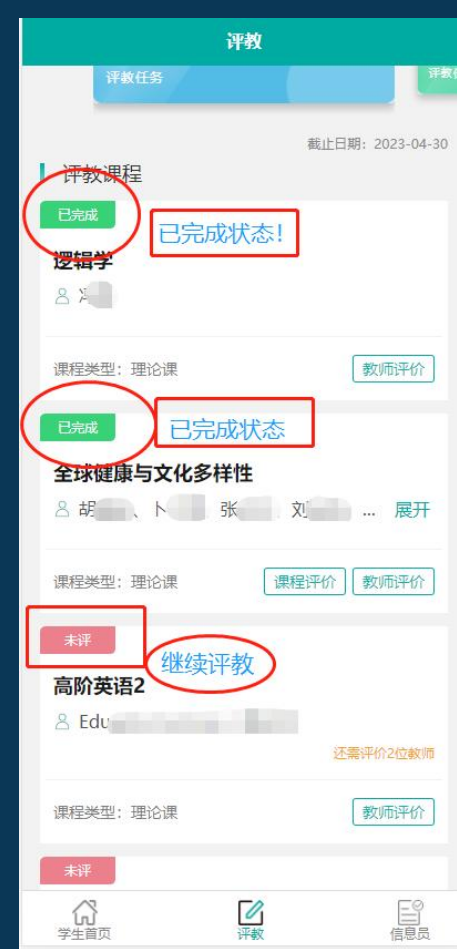 评教
评教任务
截止日期：2023-04-30
评教课程
已完成
已完成状态！
逻辑学
课程类型：理论课
教师评价
已完成
已完成状态
全球健康与文化多样性
胡 、卜 张 刘 ... 展开
课程类型：理论课
课程评价 教师评价
未评
继续评教
高阶英语2
Edu
还需评价2位教师
课程类型：理论课
教师评价
未评
学生首页 评教 信息员